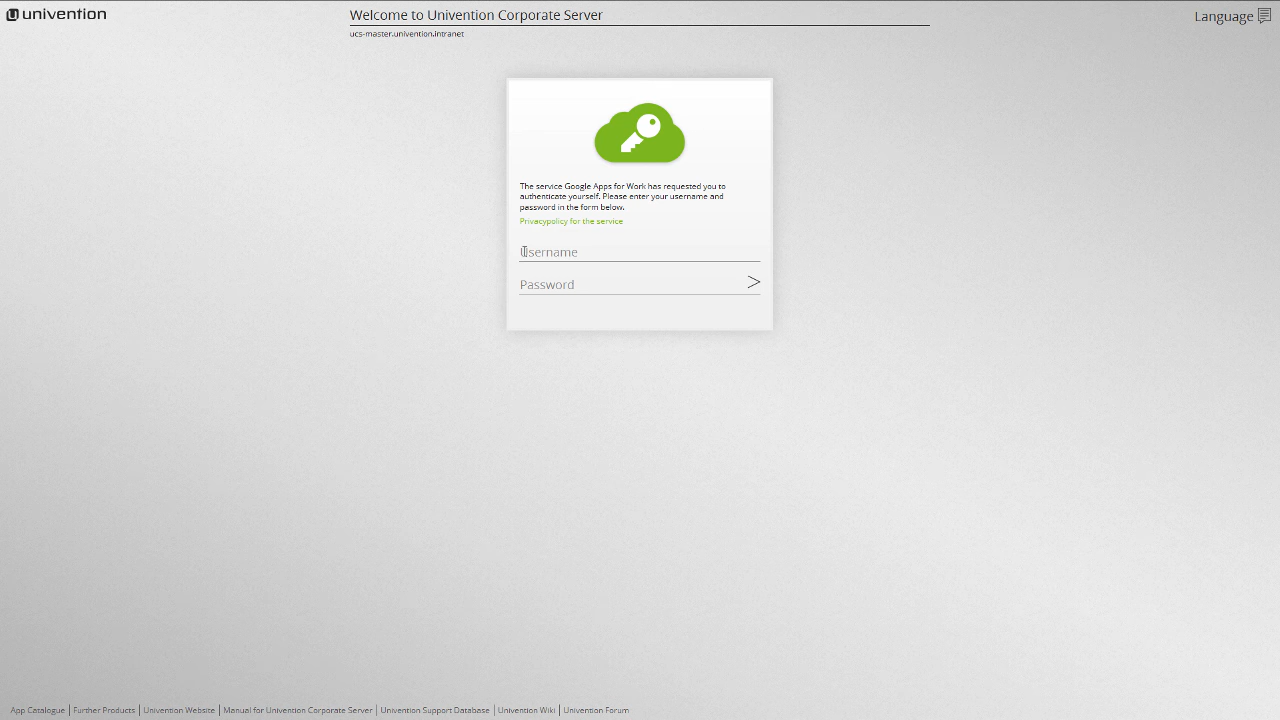 univention
Welcome to Univention Corporate Server
Language
ucs-master.univention.intranet
The service Google Apps for Work has requested you to
authenticate yourself. Please enter your username and
password in the form below.
Privacypolicy for the service
Username
Password
App Catalogue | Further Products | Univention Website | Manual for Univention Corporate Server | Univention Support Database | Univention Wiki | Univention Forum